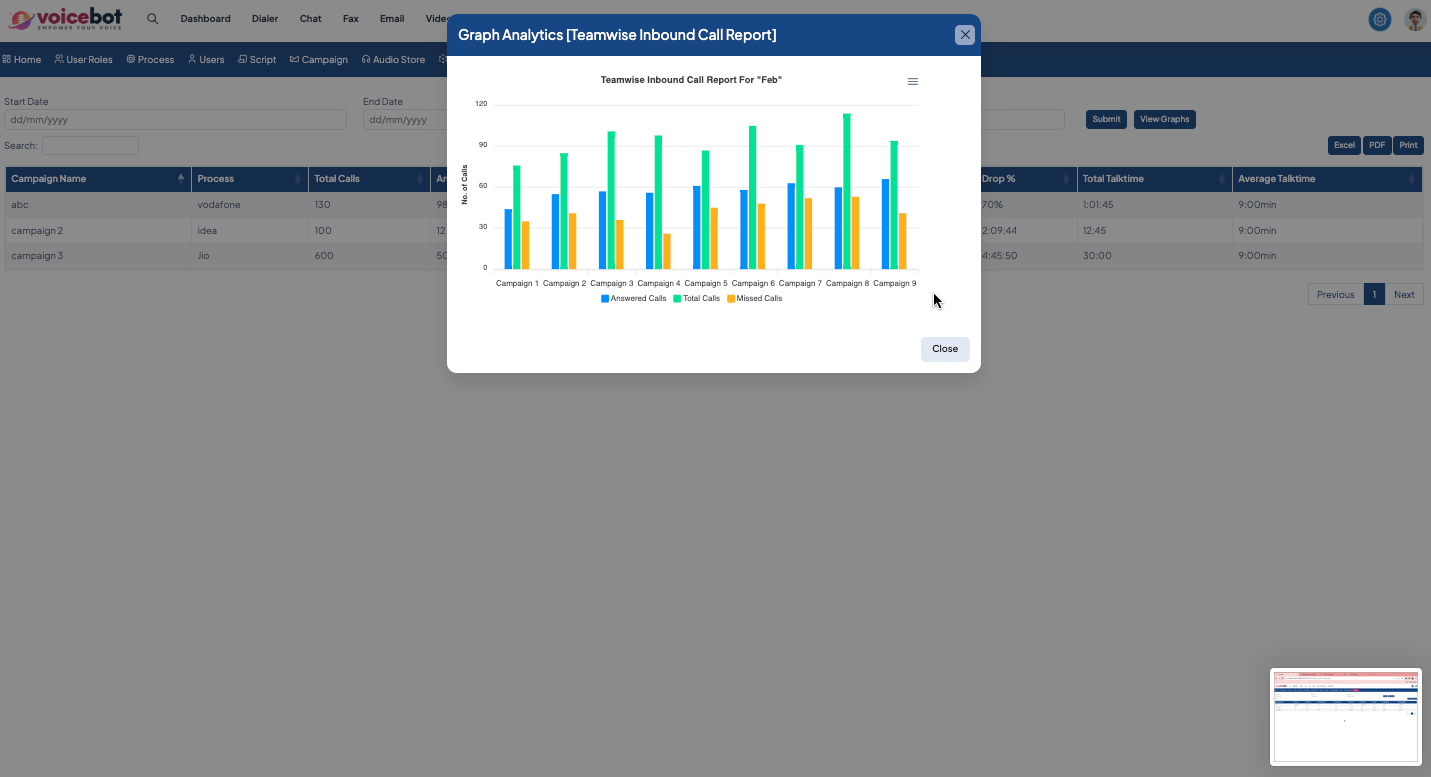 voicebot
EMPOWER YOUR VOICE
Dashboard Dialer Chat Fax Email
Graph Analytics [Teamwise Inbound Call Report]
Home User Roles Process Users Script Campaign Audio Store
Teamwise Inbound Call Report For "Feb"
Start Date End Date
dd/mm/yyyy dd/mm/yyyy
Submit View Graphs
Search:
Excel PDF Print
120
90
60
30
0
No. of Calls
Campaign 1 Campaign 2 Campaign 3 Campaign 4 Campaign 5 Campaign 6 Campaign 7 Campaign 8 Campaign 9
Answered Calls Total Calls Missed Calls
Close
Campaign Name Process Total Calls An Drop % Total Talktime Average Talktime
abc vodafone 130 98 70% 1:01:45 9:00min
campaign 2 idea 100 12 2:09:44 12:45 9:00min
campaign 3 Jio 600 50 4:45:50 30:00 9:00min
Previous 1 Next